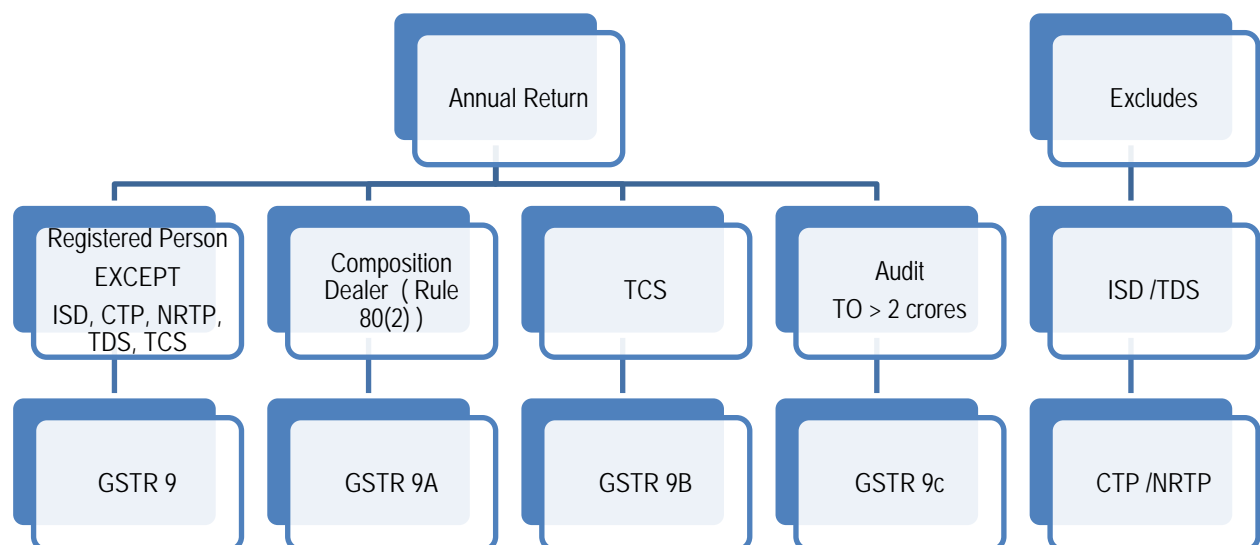 Annual Return
Excludes
Registered Person
EXCEPT
ISD, CTP, NRTP,
TDS, TCS
Composition
Dealer ( Rule
80(2) )
TCS
Audit
TO > 2 crores
ISD /TDS
GSTR 9
GSTR 9A
GSTR 9B
GSTR 9c
CTP /NRTP